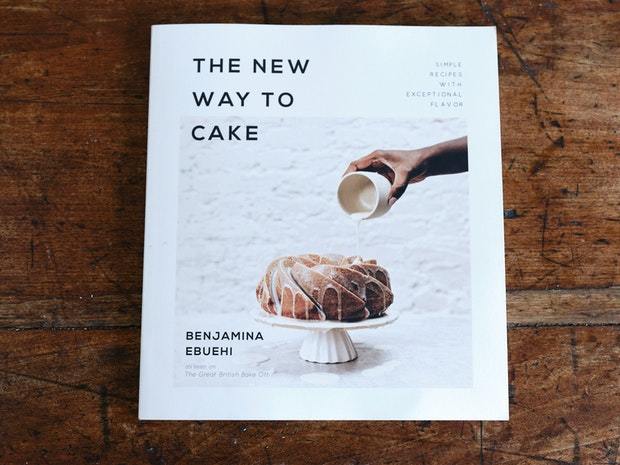 THE NEW
WAY TO
CAKE
SIMPLE
RECIPES
WITH
EXCEPTIONAL
FLAVOR
BENJAMINA
EBUEHI
as seen on
The Great British Bake Off